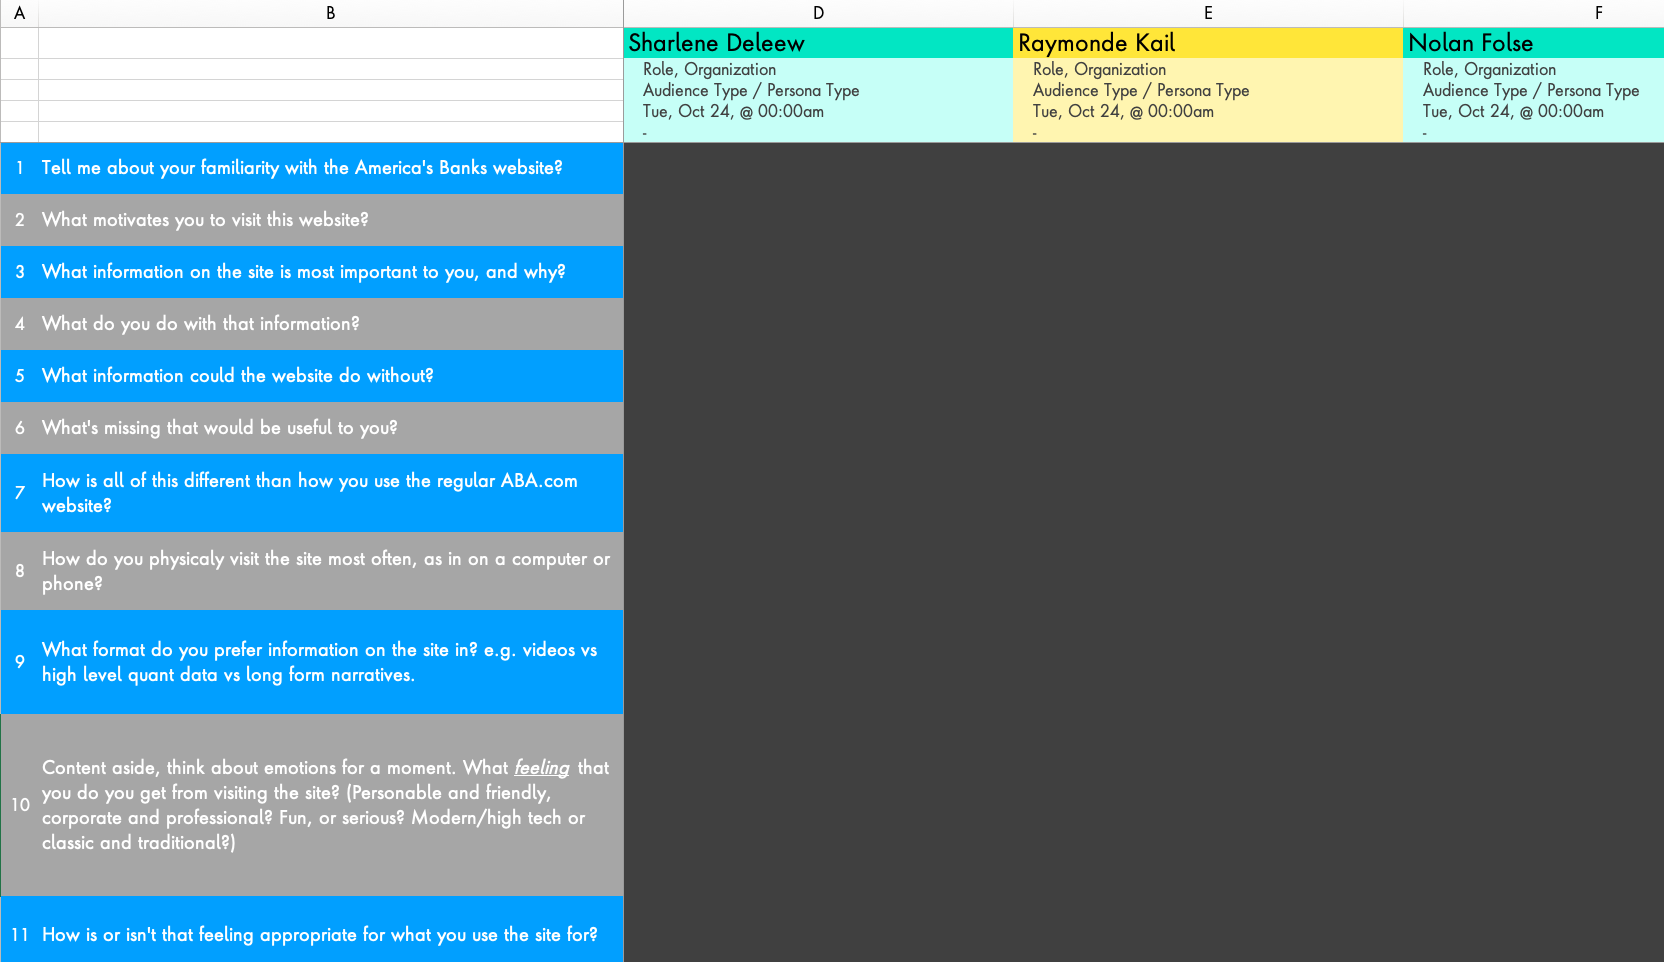 A B D E F
Sharlene Deleew Raymonde Kail Nolan Folse
Role, Organization Role, Organization Role, Organization
Audience Type / Persona Type Audience Type / Persona Type Audience Type / Persona Type
Tue, Oct 24, @ 00:00am Tue, Oct 24, @ 00:00am Tue, Oct 24, @ 00:00am
- - -
1 Tell me about your familiarity with the America's Banks website?
2 What motivates you to visit this website?
3 What information on the site is most important to you, and why?
4 What do you do with that information?
5 What information could the website do without?
6 What's missing that would be useful to you?
7 How is all of this different than how you use the regular ABA.com
website?
8 How do you physicaly visit the site most often, as in on a computer or
phone?
9 What format do you prefer information on the site in? e.g. videos vs
high level quant data vs long form narratives.
10 Content aside, think about emotions for a moment. What feeling that
you do you get from visiting the site? (Personable and friendly,
corporate and professional? Fun, or serious? Modern/high tech or
classic and traditional?)
11 How is or isn't that feeling appropriate for what you use the site for?